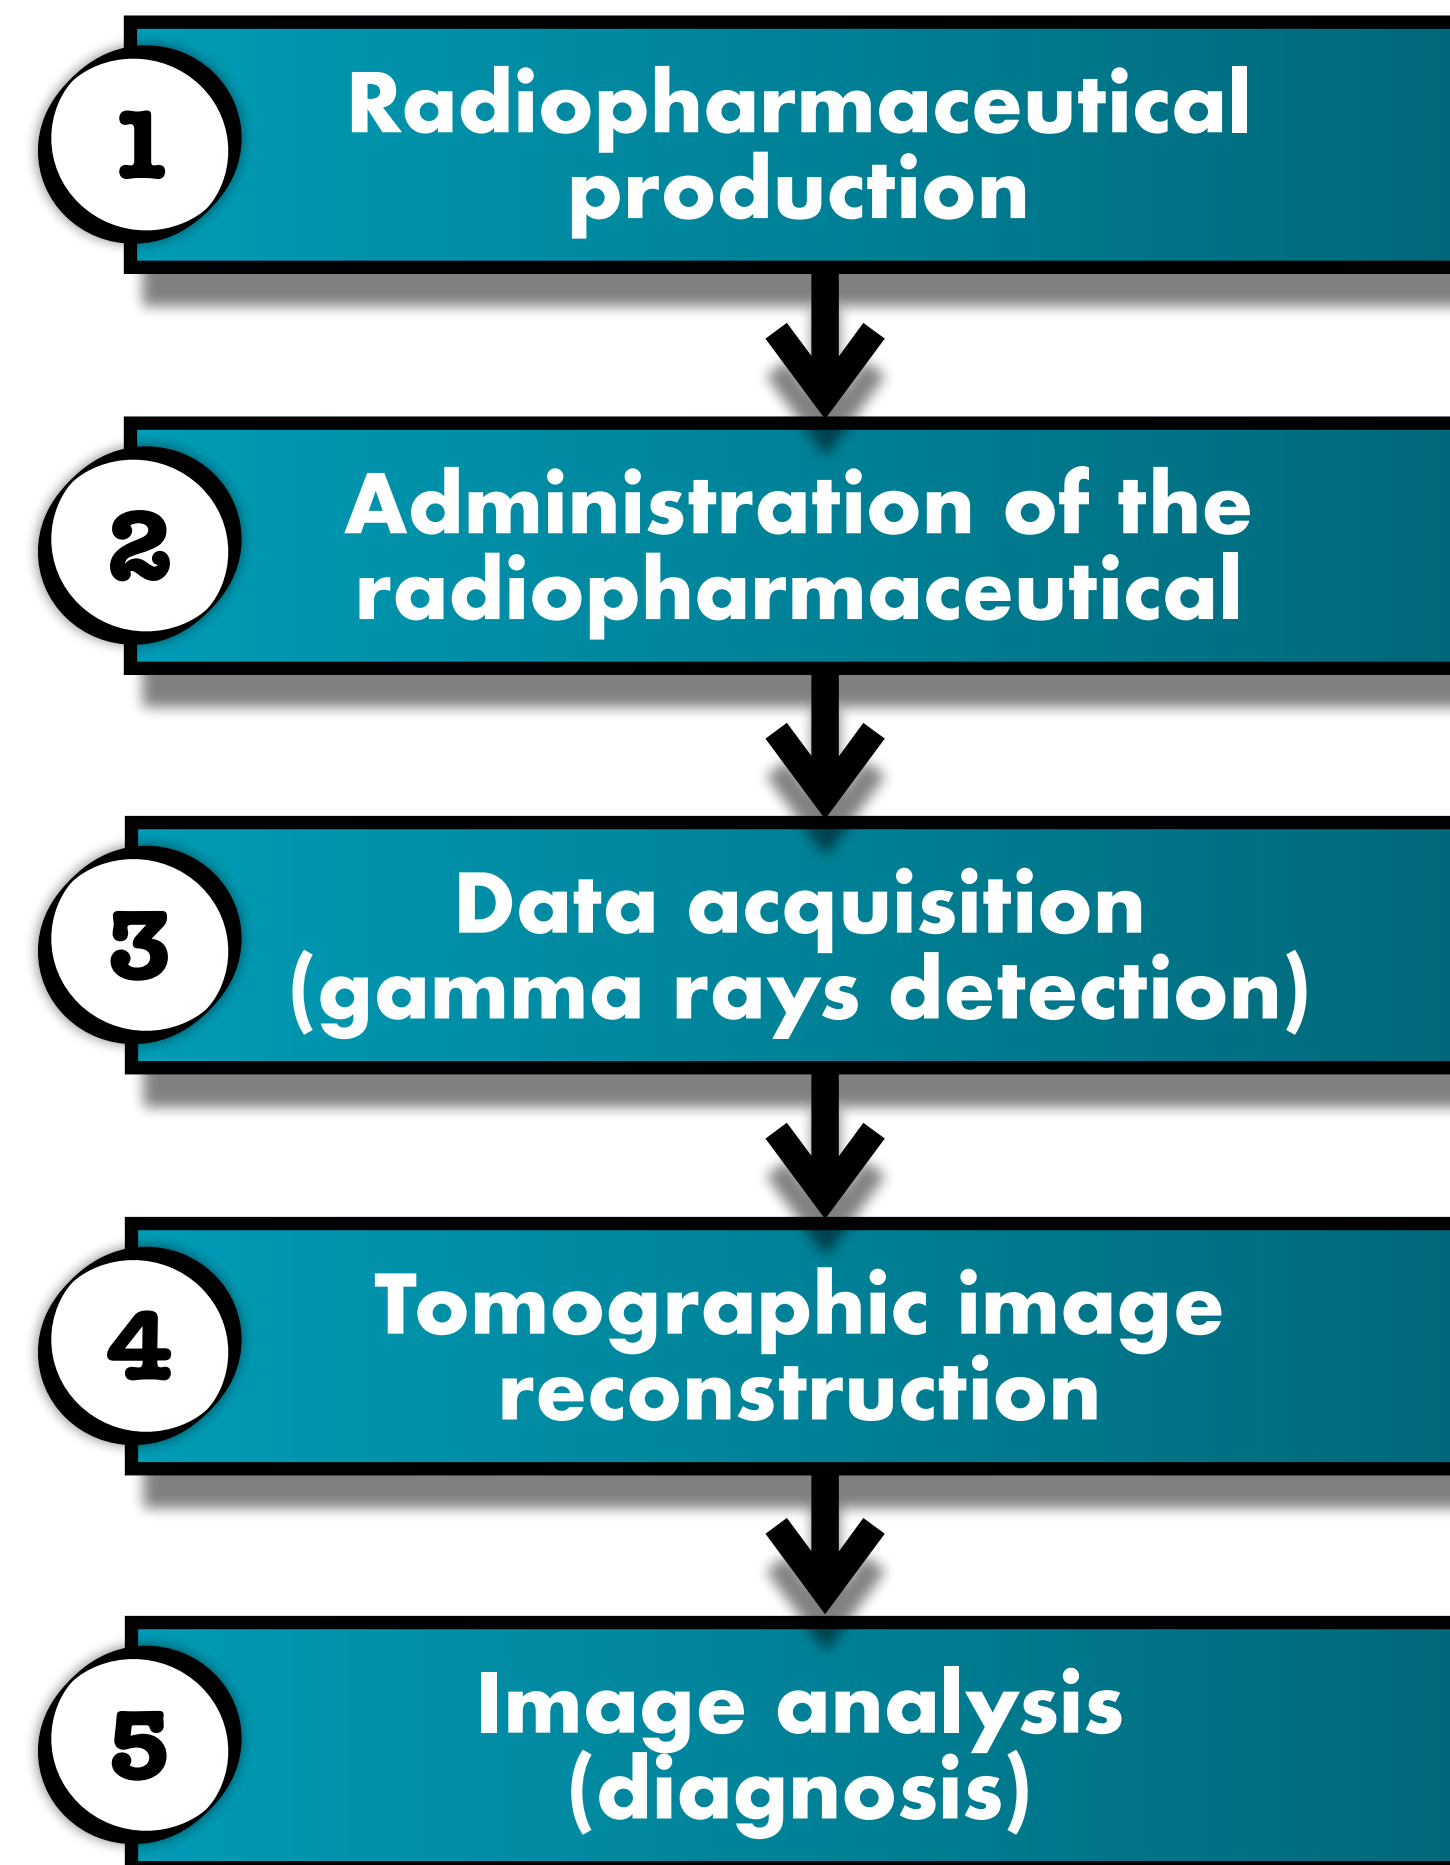 1
Radiopharmaceutical
production
2
Administration of the
radiopharmaceutical
3
Data acquisition
(gamma rays detection)
4
Tomographic image
reconstruction
5
Image analysis
(diagnosis)